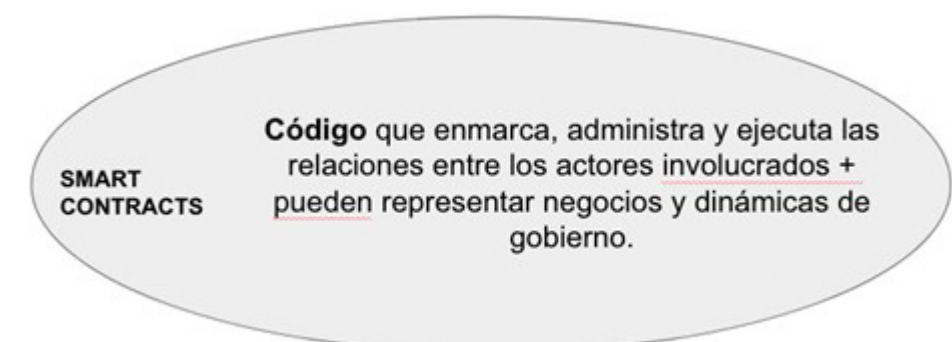 SMART
CONTRACTS
Código que enmarca, administra y ejecuta las
relaciones entre los actores involucrados +
pueden representar negocios y dinámicas de
gobierno.